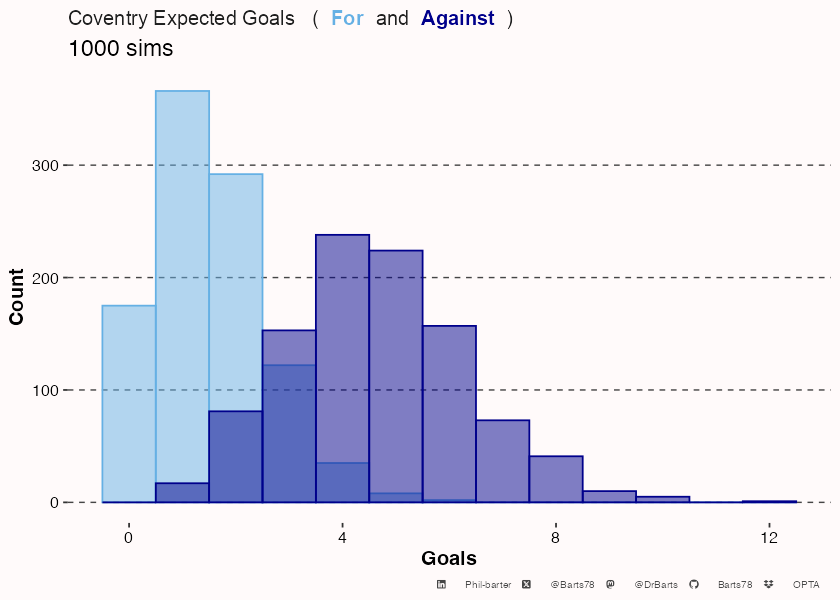 Coventry Expected Goals ( For and Against )
1000 sims
Count
300
200
100
0
0 4 8 12
Goals
Phil-barter @Barts78 @DrBarts Barts78 OPTA